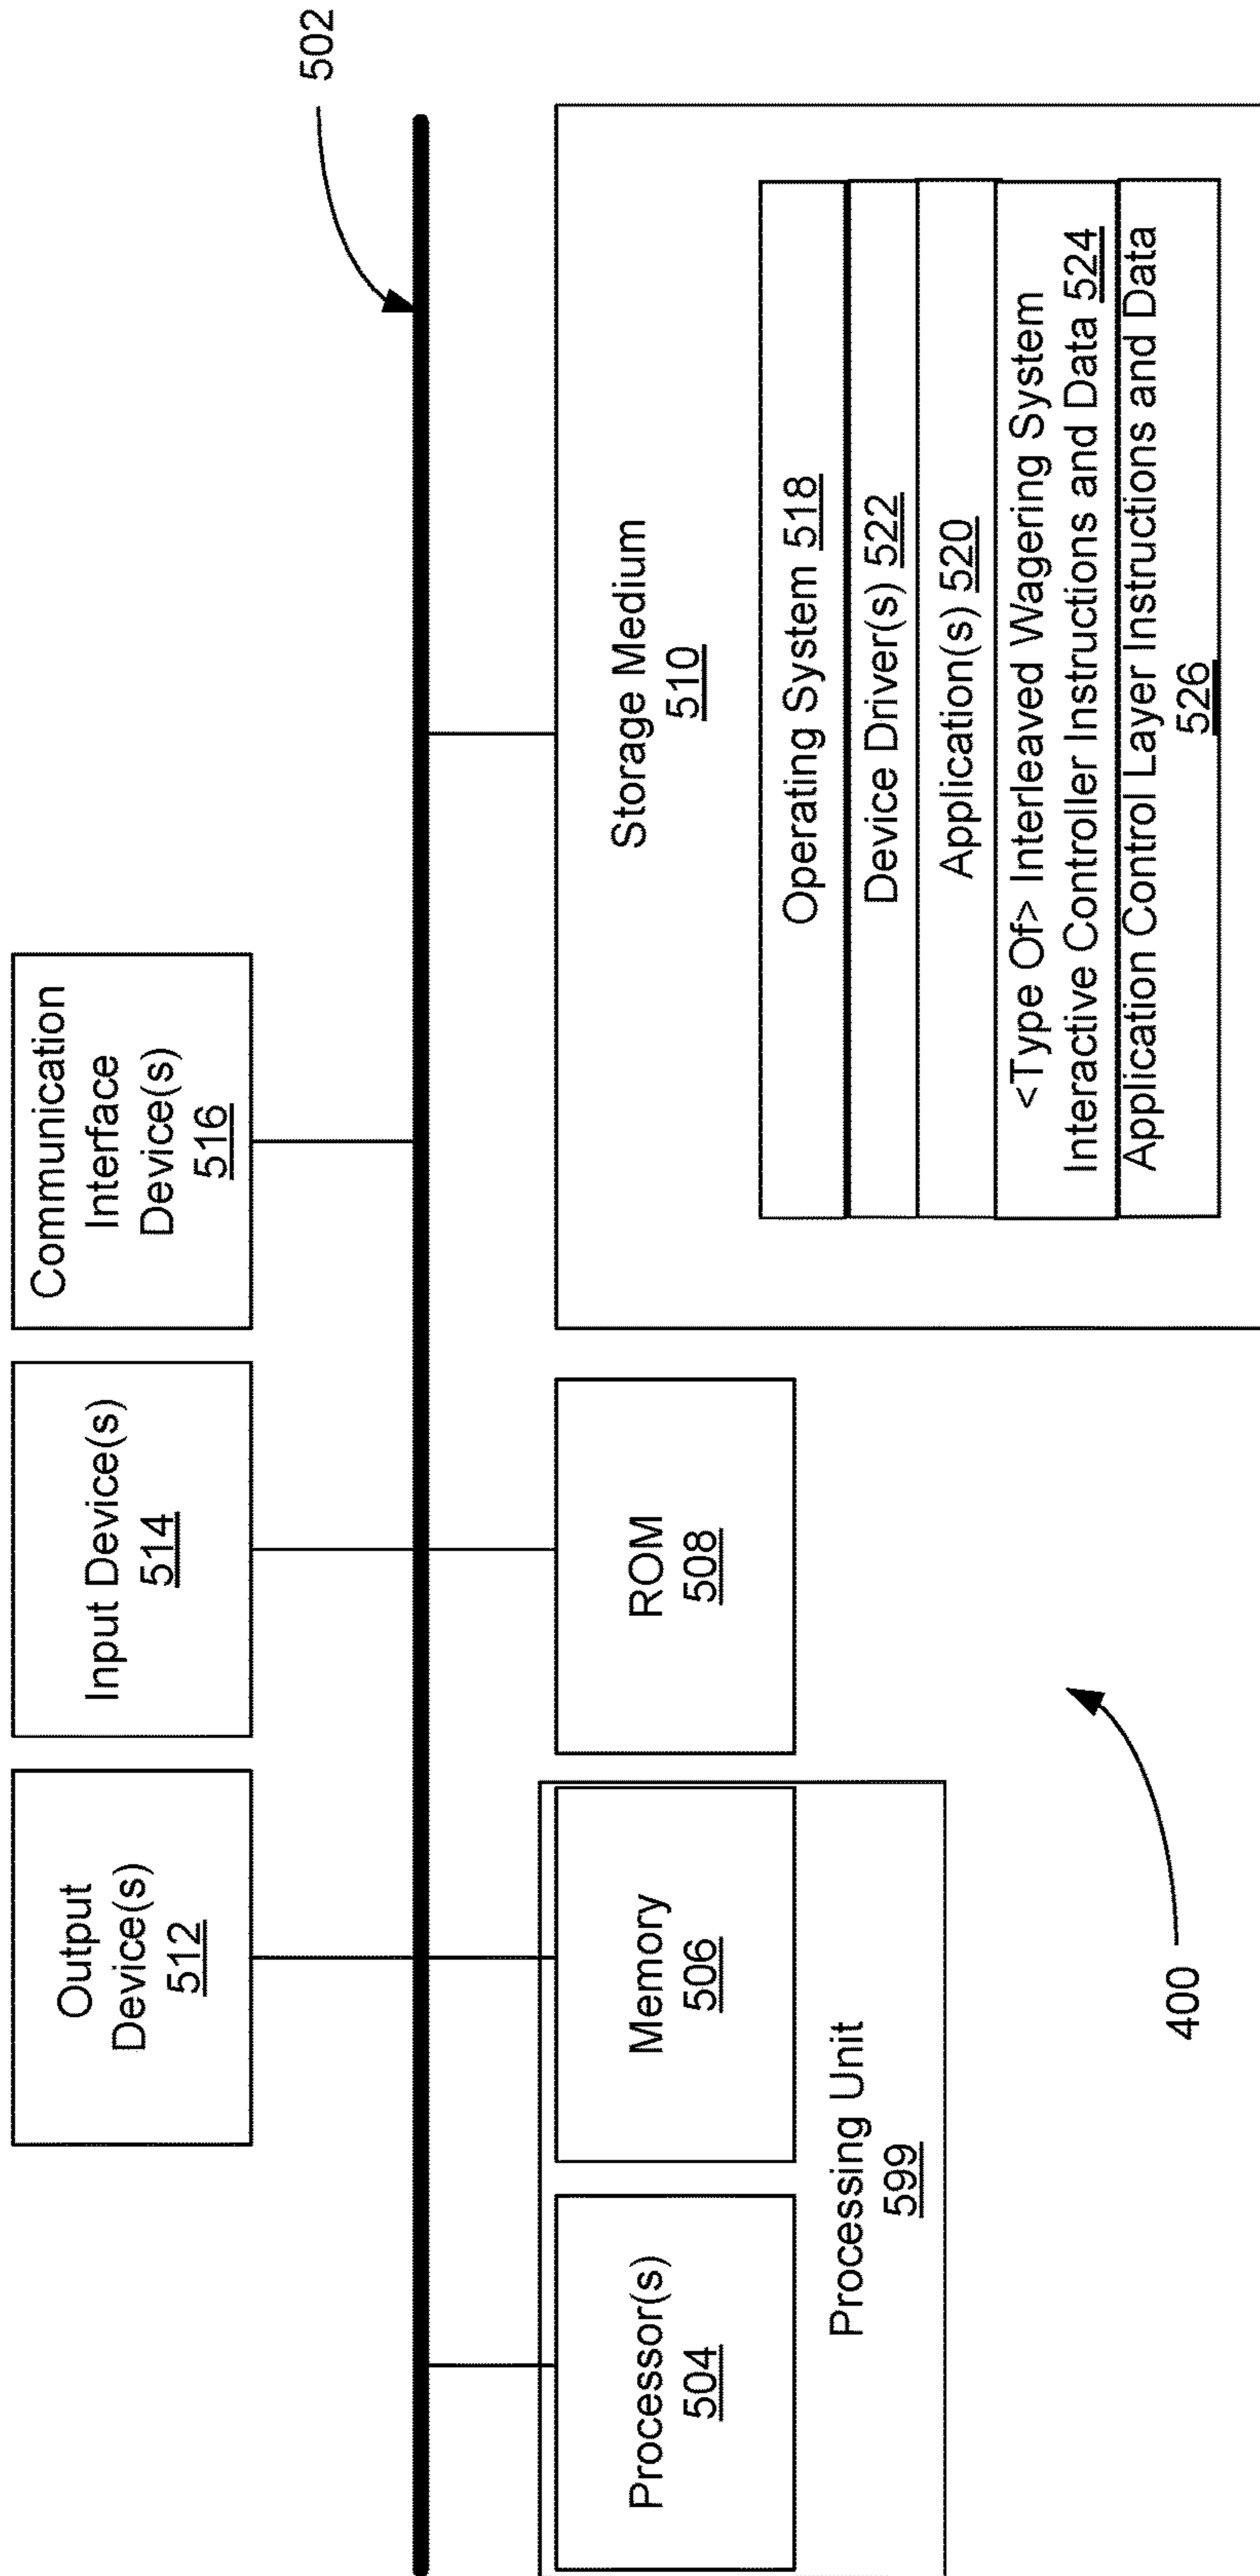 502
Output
Device(s)
512
Input Device(s)
514
Communication
Interface
Device(s)
516
Processor(s)
504
Memory
506
Processing Unit
599
ROM
508
Storage Medium
510
Operating System 518
Device Driver(s) 522
Application(s) 520
<Type Of> Interleaved Wagering System
Interactive Controller Instructions and Data 524
Application Control Layer Instructions and Data
526
400